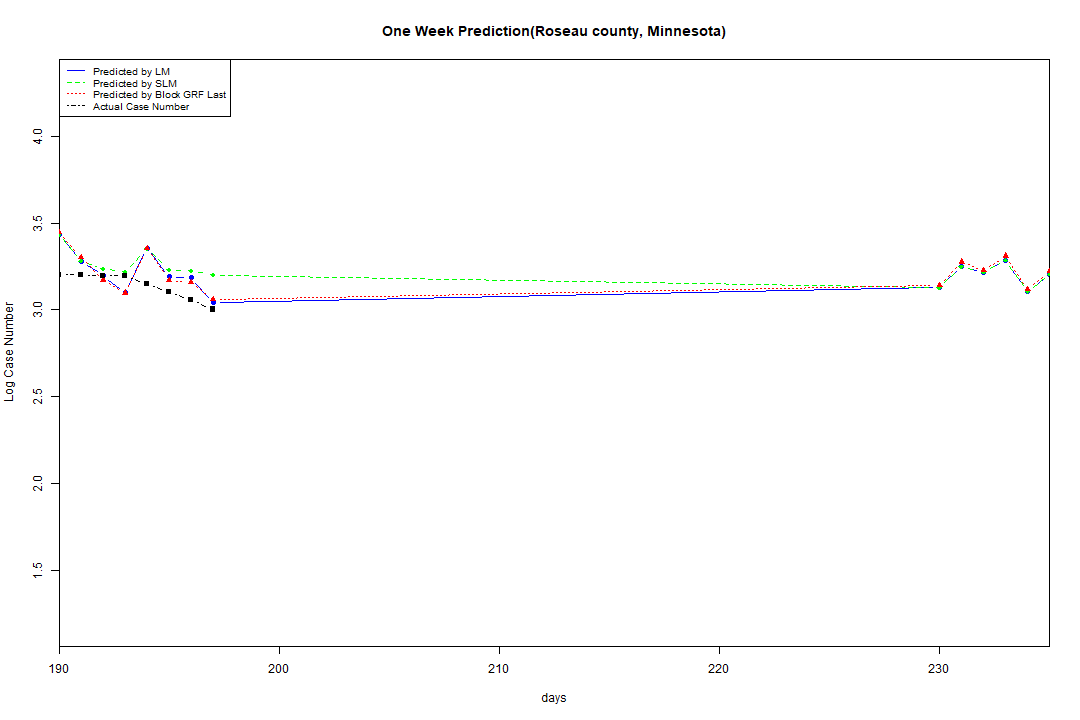 One Week Prediction(Roseau county, Minnesota)
Predicted by LM
Predicted by SLM
Predicted by Block GRF Last
Actual Case Number
Log Case Number
4.0
3.5
3.0
2.5
2.0
1.5
190 200 210 220 230
days